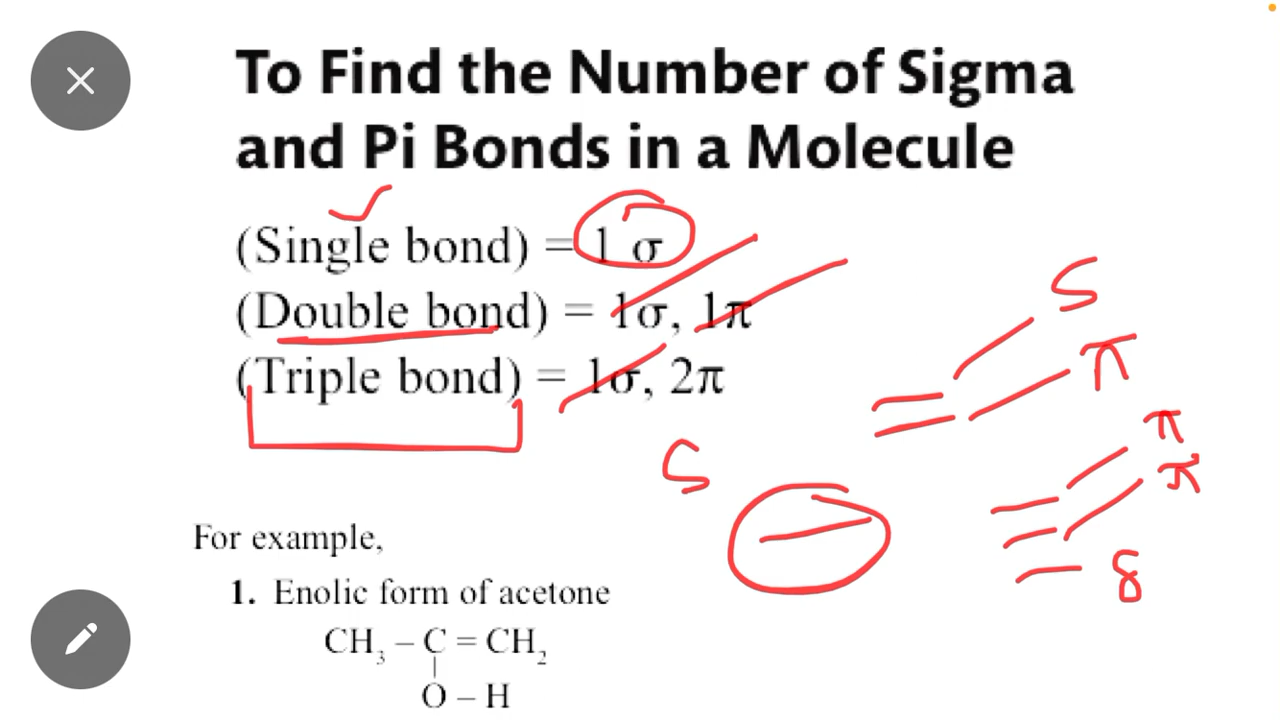 To Find the Number of Sigma
and Pi Bonds in a Molecule
(Single bond) = 1 σ
(Double bond) = 1σ, 1π
(Triple bond) = 1σ, 2π
S
π
π
π
S
8
For example,
1. Enolic form of acetone
CH₃ – C = CH₂
|
O – H